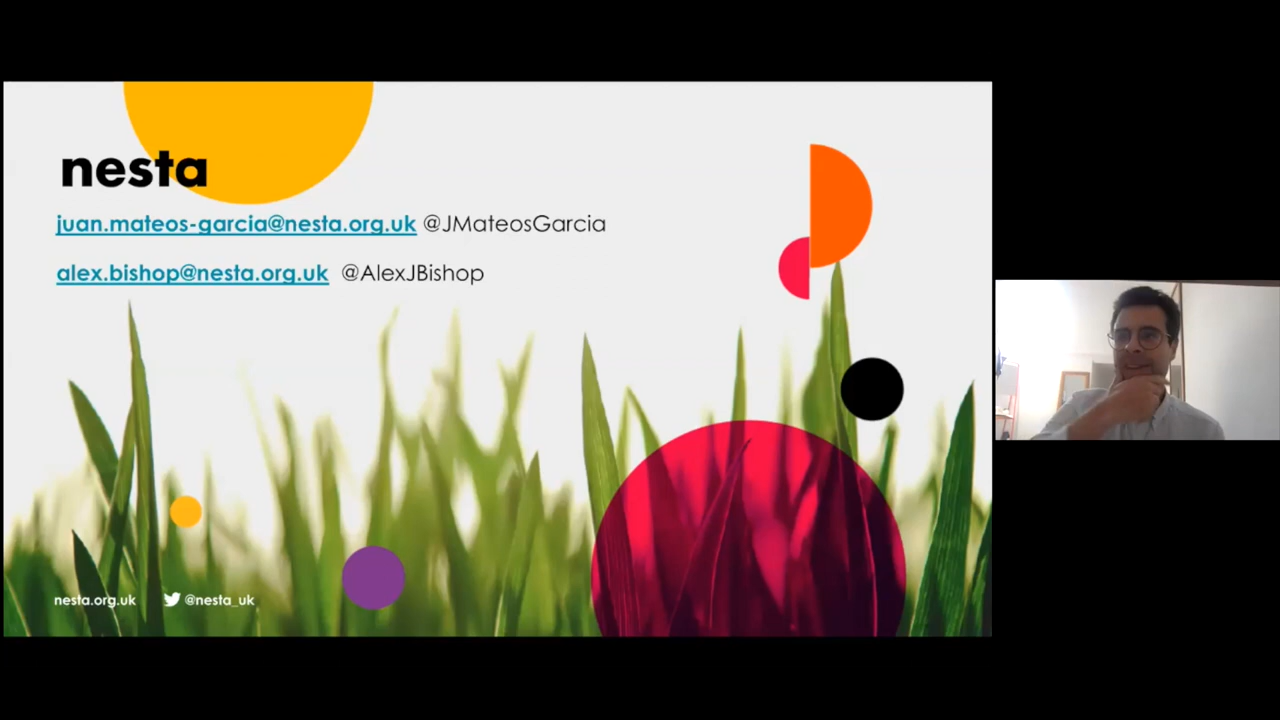 nesta
juan.mateos-garcia@nesta.org.uk @JMateosGarcia
alex.bishop@nesta.org.uk @AlexJBishop
nesta.org.uk @nesta_uk